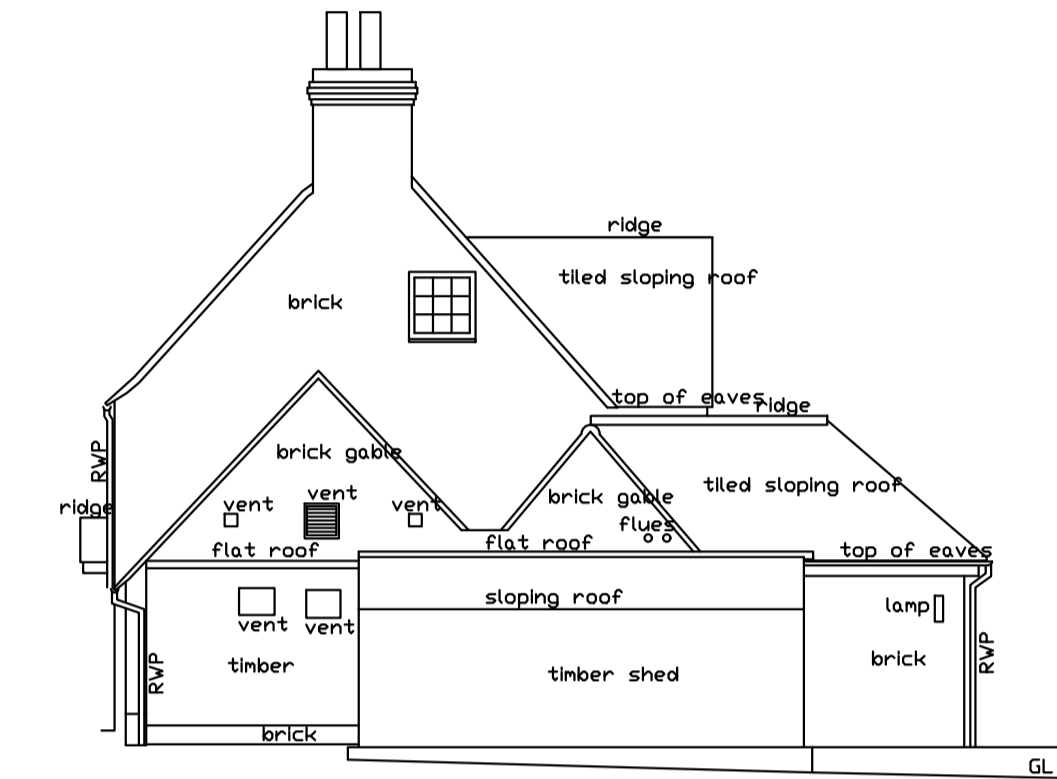 ridge
tiled sloping roof
brick
top of eaves
ridge
RWP
brick gable
tiled sloping roof
vent
brick gable
ridge
vent
vent
flues
flat roof
flat roof
top of eaves
sloping roof
lamp
vent
vent
RWP
timber
timber shed
brick
RWP
brick
GL